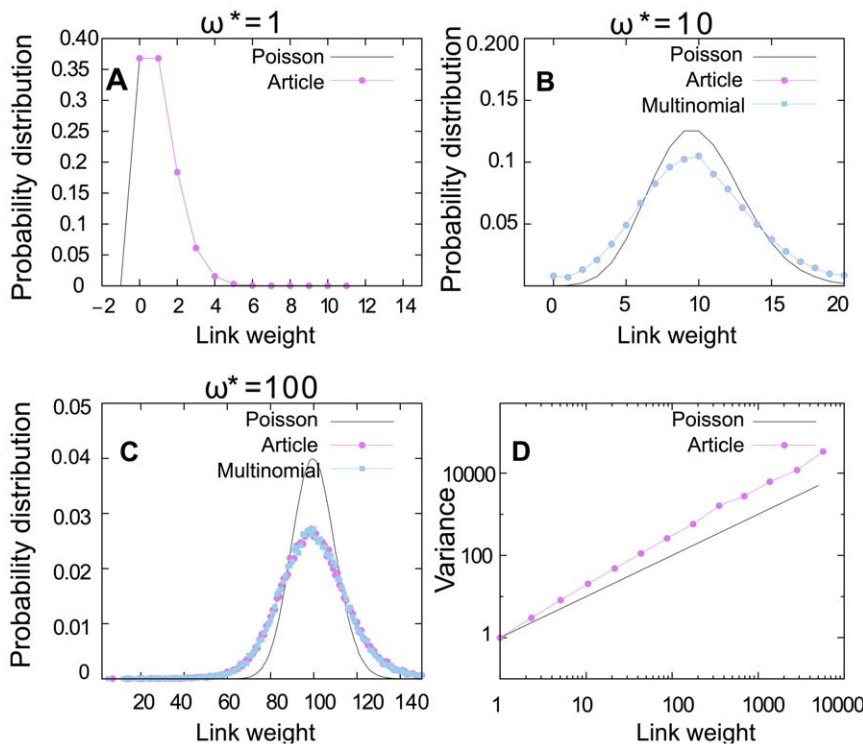 ω*=1
0.40
0.35
0.30
0.25
0.20
0.15
0.10
0.05
0
Probability distribution
A
Poisson
Article
−2 0 2 4 6 8 10 12 14
Link weight
ω*=10
0.200
0.15
0.1
0.05
Probability distribution
B
Poisson
Article
Multinomial
0 5 10 15 20
Link weight
ω*=100
0.05
0.04
0.03
0.02
0.01
0
Probability distribution
C
Poisson
Article
Multinomial
20 40 60 80 100 120 140
Link weight
10000
100
1
Variance
D
Poisson
Article
1 10 100 1000 10000
Link weight